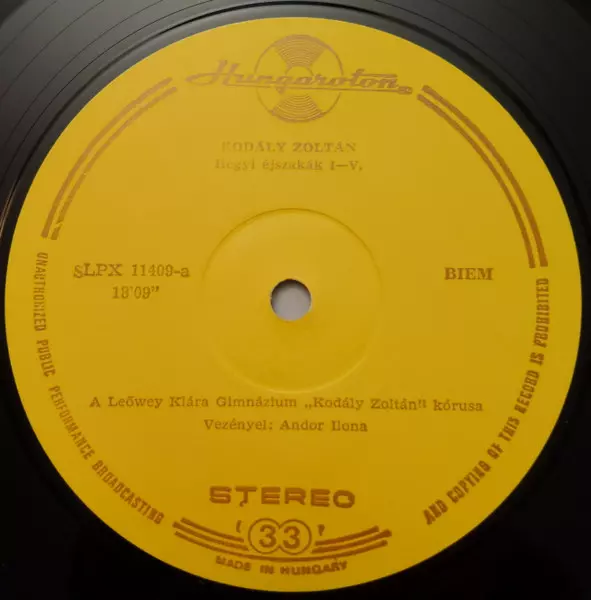 Hungaroton
KODÁLY ZOLTÁN
Hegyi éjszakák I—V.
SLPX 11409-a
18'09"
BIEM
A Leőwey Klára Gimnázium „Kodály Zoltán" kórusa
Vezényel: Andor Ilona
STEREO
33
MADE IN HUNGARY
UNAUTHORIZED PUBLIC PERFORMANCE BROADCASTING
AND COPYING OF THIS RECORD IS PROHIBITED